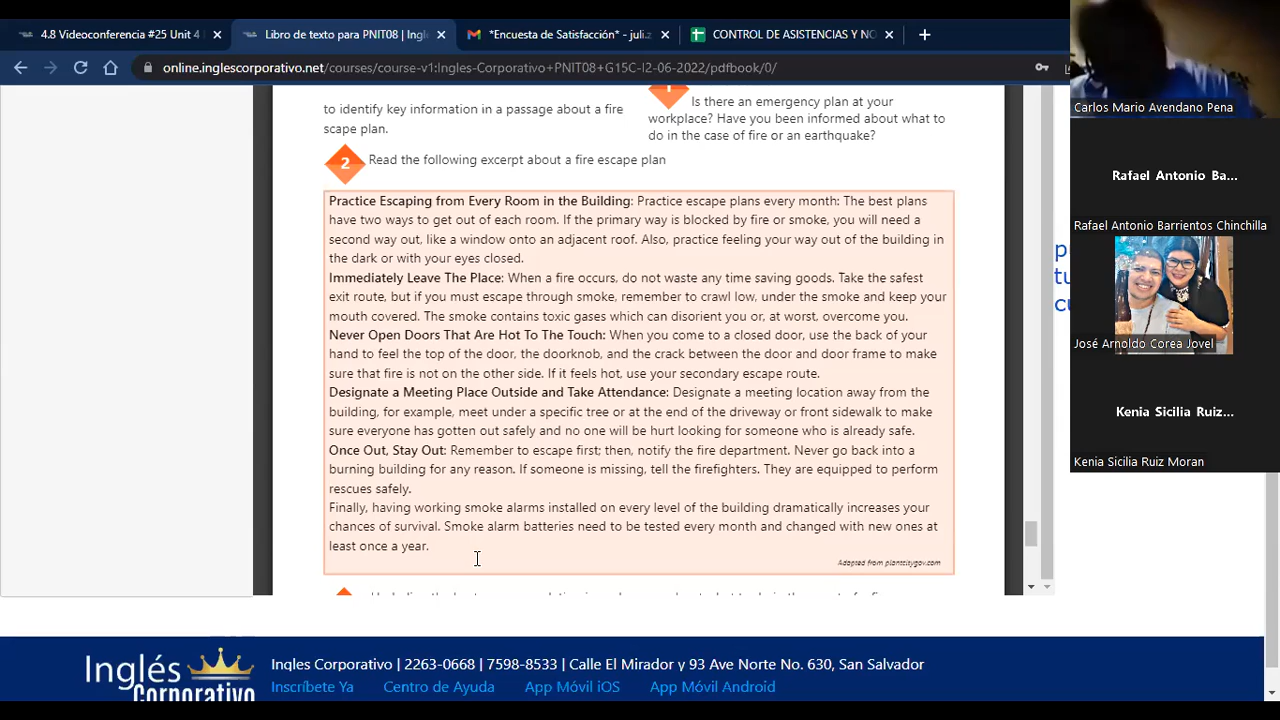 4.8 Videoconferencia #25 Unit 4
Libro de texto para PNIT08 | Ingl
*Encuesta de Satisfacción* - juli.z
CONTROL DE ASISTENCIAS Y NO
online.inglescorporativo.net/courses/course-v1:Ingles-Corporativo+PNIT08+G15C-I2-06-2022/pdfbook/0/
to identify key information in a passage about a fire
scape plan.
1
Is there an emergency plan at your
workplace? Have you been informed about what to
do in the case of fire or an earthquake?
2 Read the following excerpt about a fire escape plan
Practice Escaping from Every Room in the Building: Practice escape plans every month: The best plans
have two ways to get out of each room. If the primary way is blocked by fire or smoke, you will need a
second way out, like a window onto an adjacent roof. Also, practice feeling your way out of the building in
the dark or with your eyes closed.
Immediately Leave The Place: When a fire occurs, do not waste any time saving goods. Take the safest
exit route, but if you must escape through smoke, remember to crawl low, under the smoke and keep your
mouth covered. The smoke contains toxic gases which can disorient you or, at worst, overcome you.
Never Open Doors That Are Hot To The Touch: When you come to a closed door, use the back of your
hand to feel the top of the door, the doorknob, and the crack between the door and door frame to make
sure that fire is not on the other side. If it feels hot, use your secondary escape route.
Designate a Meeting Place Outside and Take Attendance: Designate a meeting location away from the
building, for example, meet under a specific tree or at the end of the driveway or front sidewalk to make
sure everyone has gotten out safely and no one will be hurt looking for someone who is already safe.
Once Out, Stay Out: Remember to escape first; then, notify the fire department. Never go back into a
burning building for any reason. If someone is missing, tell the firefighters. They are equipped to perform
rescues safely.
Finally, having working smoke alarms installed on every level of the building dramatically increases your
chances of survival. Smoke alarm batteries need to be tested every month and changed with new ones at
least once a year.
Adapted from plantcitygov.com
Carlos Mario Avendano Pena
Rafael Antonio Ba...
Rafael Antonio Barrientos Chinchilla
José Arnoldo Corea Jovel
Kenia Sicilia Ruiz...
Kenia Sicilia Ruiz Moran
Inglés
Corporativo
Ingles Corporativo | 2263-0668 | 7598-8533 | Calle El Mirador y 93 Ave Norte No. 630, San Salvador
Inscríbete Ya
Centro de Ayuda
App Móvil iOS
App Móvil Android